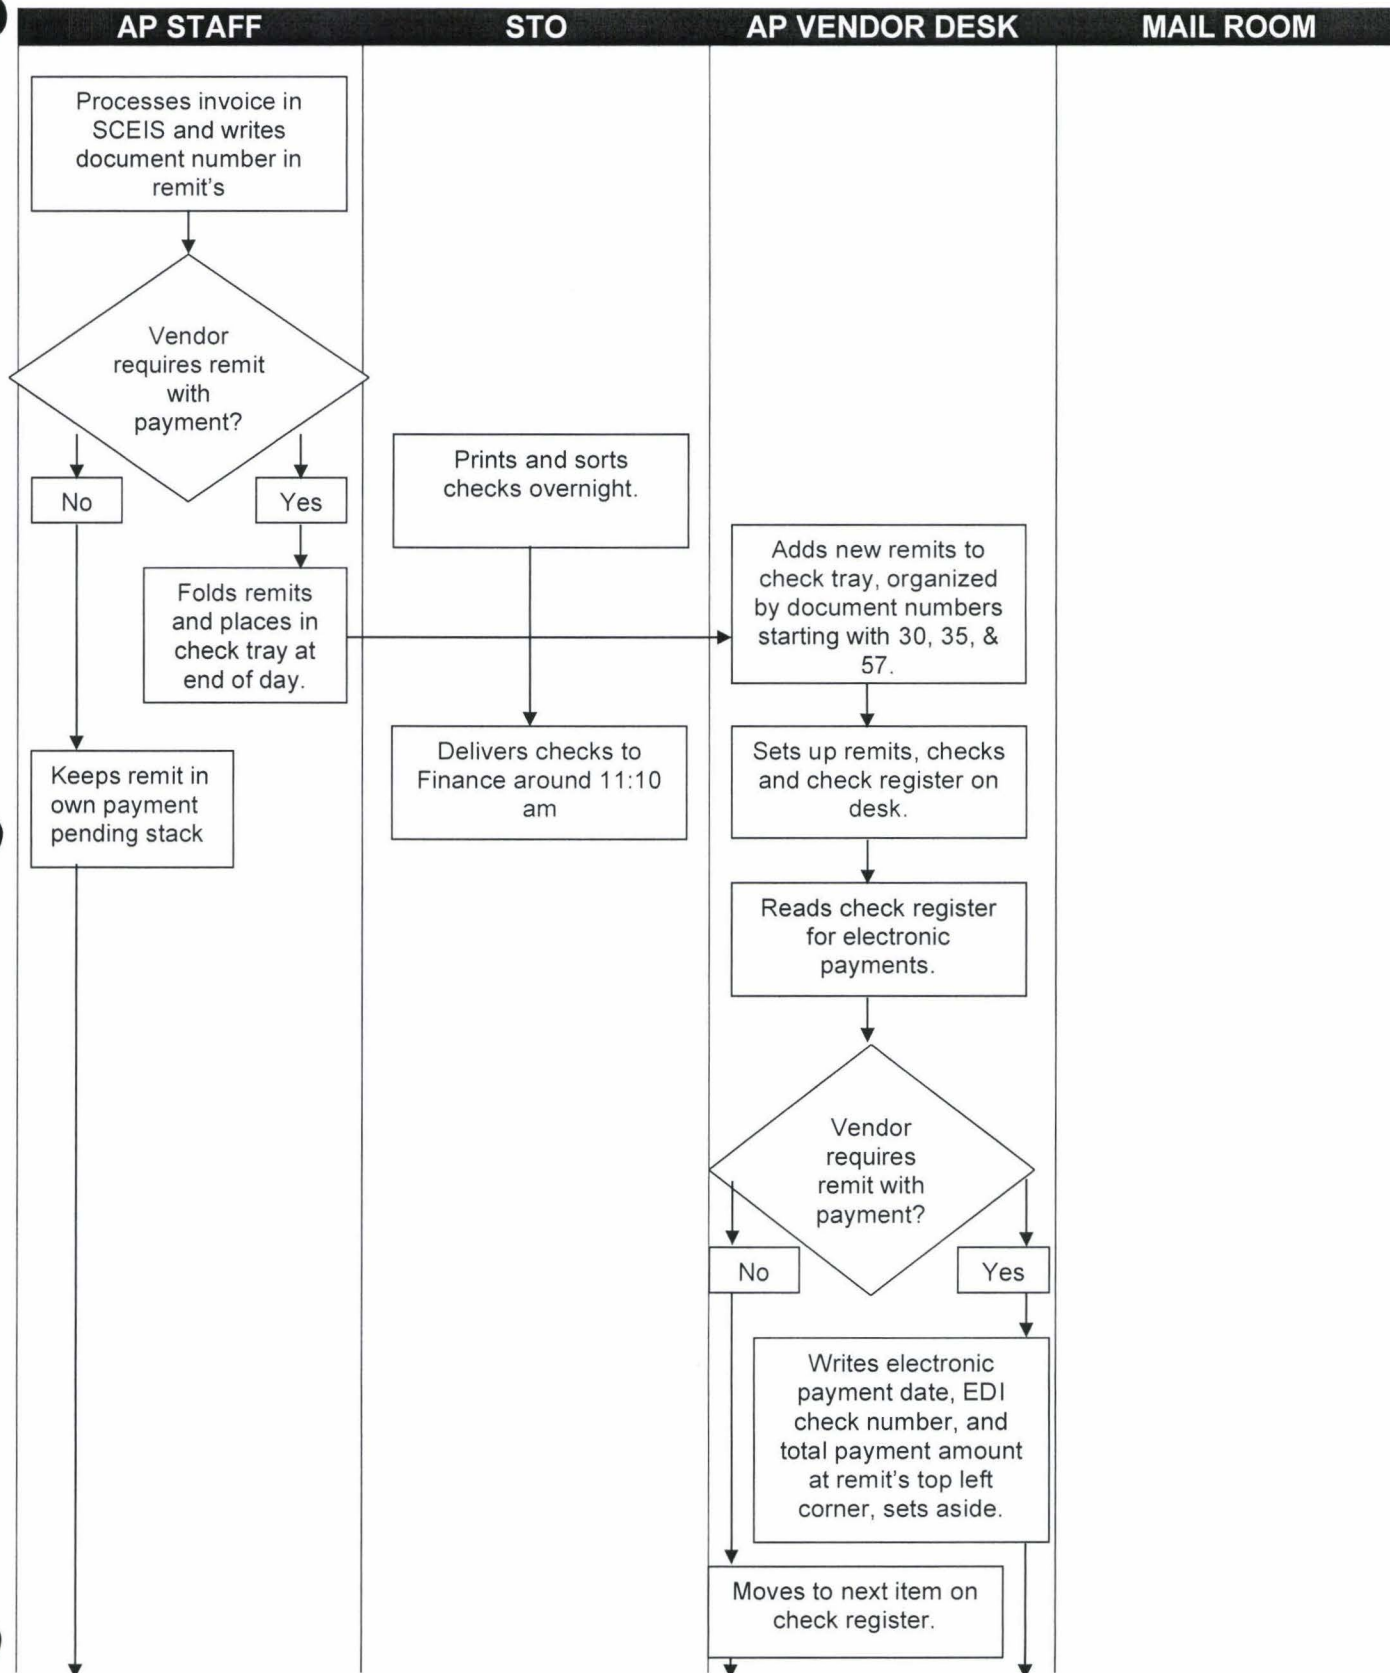 AP STAFF
STO
AP VENDOR DESK
MAIL ROOM
Processes invoice in
SCEIS and writes
document number in
remit's
Vendor
requires remit
with
payment?
No
Yes
Folds remits
and places in
check tray at
end of day.
Keeps remit in
own payment
pending stack
Prints and sorts
checks overnight.
Delivers checks to
Finance around 11:10
am
Adds new remits to
check tray, organized
by document numbers
starting with 30, 35, &
57.
Sets up remits, checks
and check register on
desk.
Reads check register
for electronic
payments.
Vendor
requires
remit with
payment?
No
Yes
Writes electronic
payment date, EDI
check number, and
total payment amount
at remit's top left
corner, sets aside.
Moves to next item on
check register.